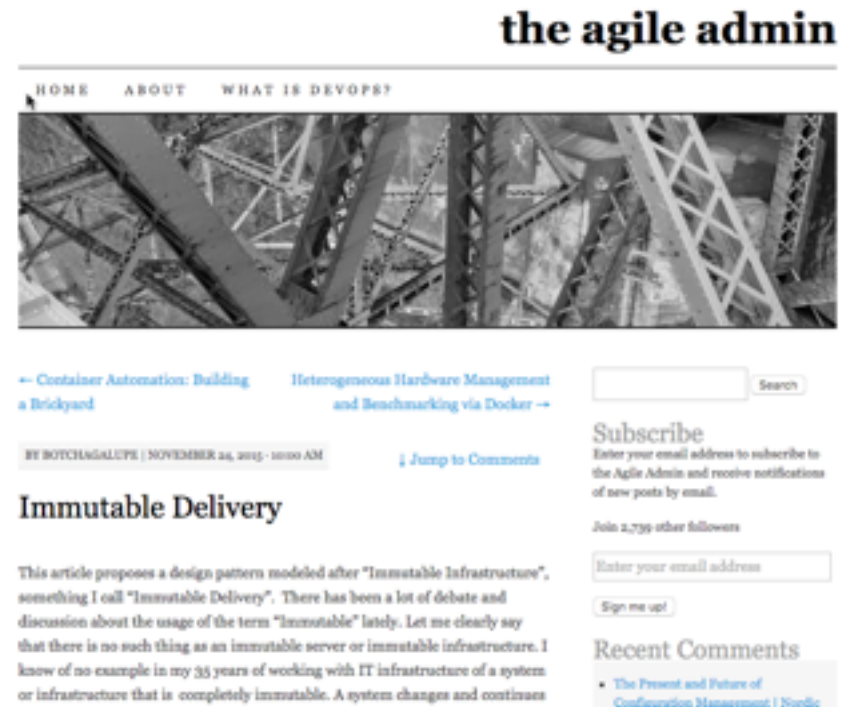 the agile admin
HOME ABOUT WHAT IS DEVOPS?
← Container Automation: Building
a Brickyard
Heterogeneous Hardware Management
and Benchmarking via Docker →
BY BOTCHAGALUPE | NOVEMBER 24, 2015 · 10:00 AM
↓ Jump to Comments
Immutable Delivery
This article proposes a design pattern modeled after "Immutable Infrastructure",
something I call "Immutable Delivery". There has been a lot of debate and
discussion about the usage of the term "Immutable" lately. Let me clearly say
that there is no such thing as an immutable server or immutable infrastructure. I
know of no example in my 35 years of working with IT infrastructure of a system
or infrastructure that is completely immutable. A system changes and continues
Search
Subscribe
Enter your email address to subscribe to
the Agile Admin and receive notifications
of new posts by email.
Join 2,739 other followers
Enter your email address
Sign me up!
Recent Comments
• The Present and Future of
Configuration Management | Nordic